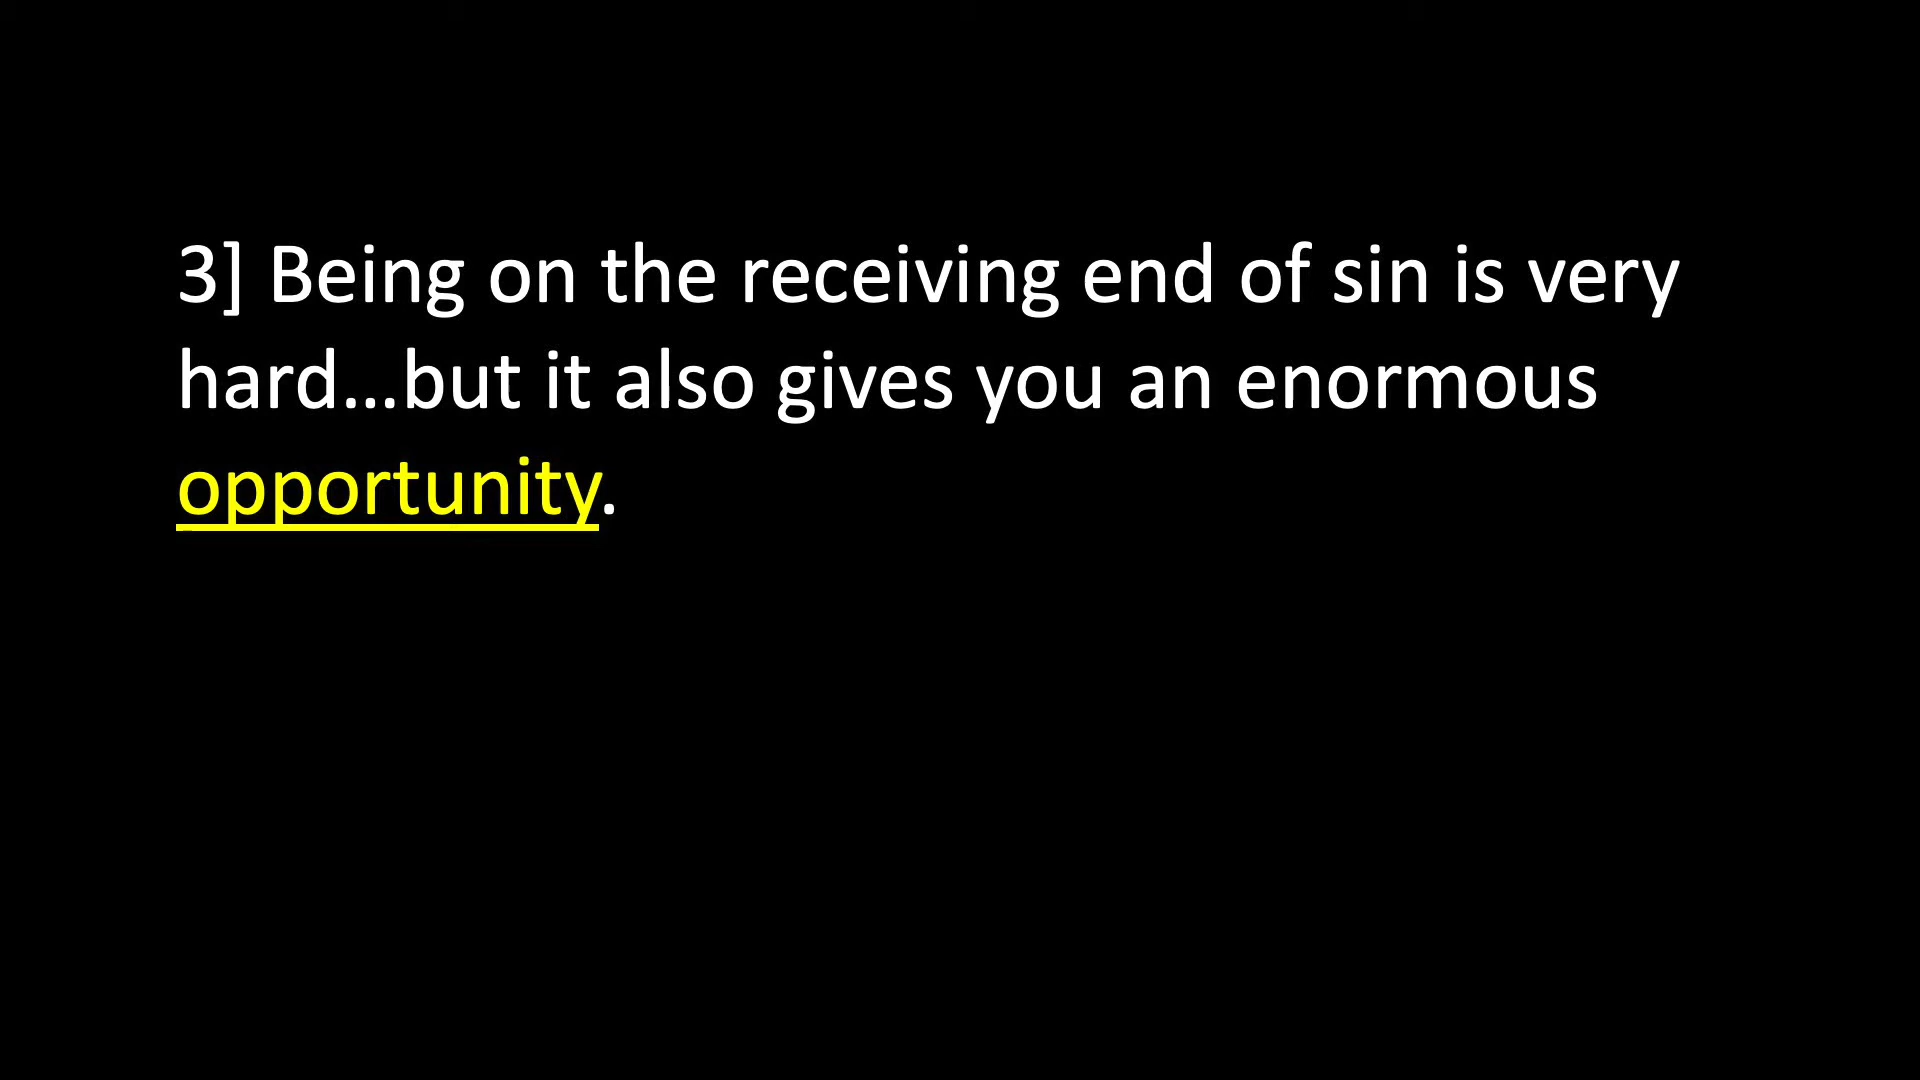 3] Being on the receiving end of sin is very
hard...but it also gives you an enormous
opportunity.